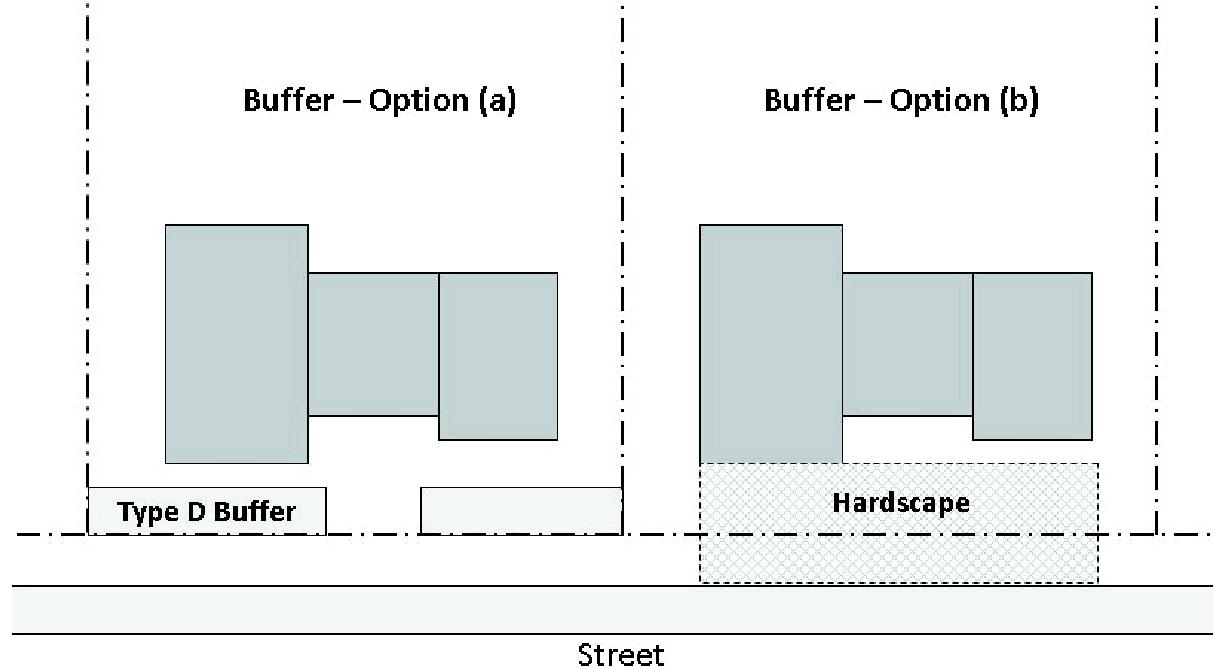 Buffer – Option (a)
Buffer – Option (b)
Type D Buffer
Hardscape
Street